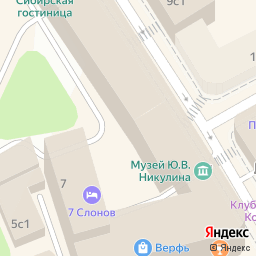 Сибирская
гостиница
9с1
Музей Ю.В.
Никулина
7
7 Слонов
5с1
Клуб
Верфь
Яндекс
© Яндекс